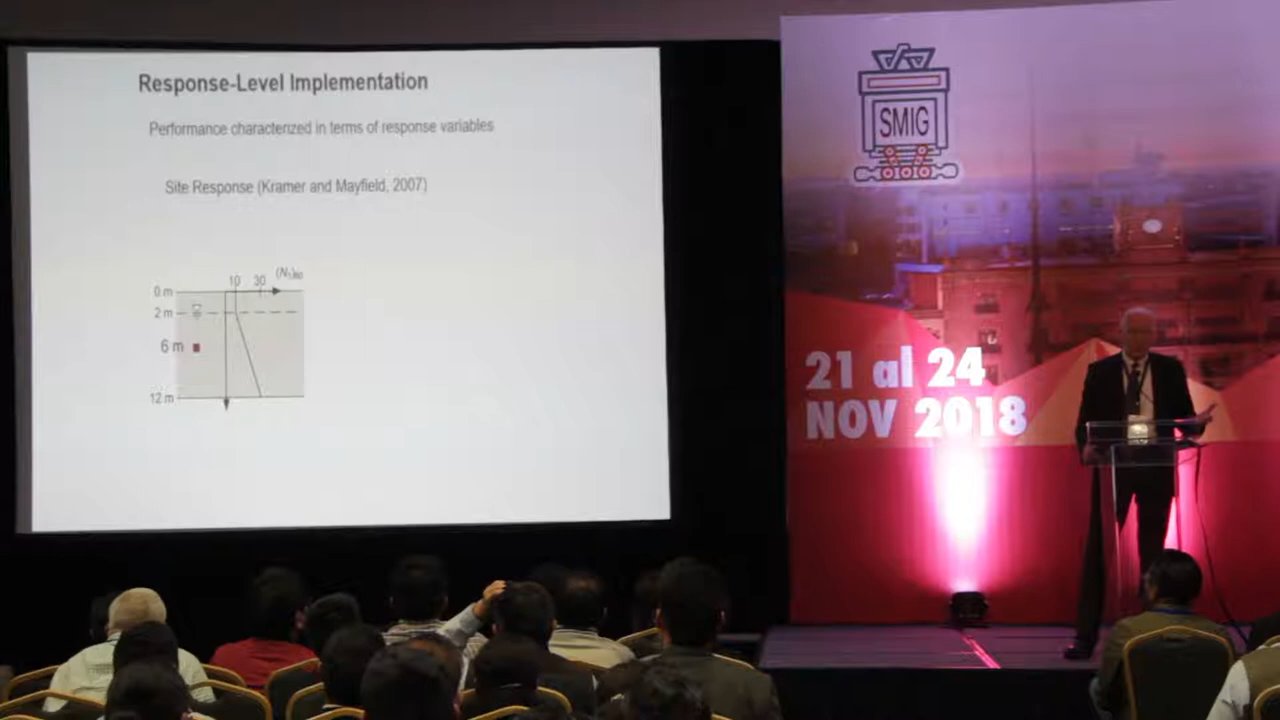 Response-Level Implementation
Performance characterized in terms of response variables
Site Response (Kramer and Mayfield, 2007)
10 30 (N₁)₆₀
0 m
2 m
6 m
12 m
SMIG
21 al 24
NOV 2018